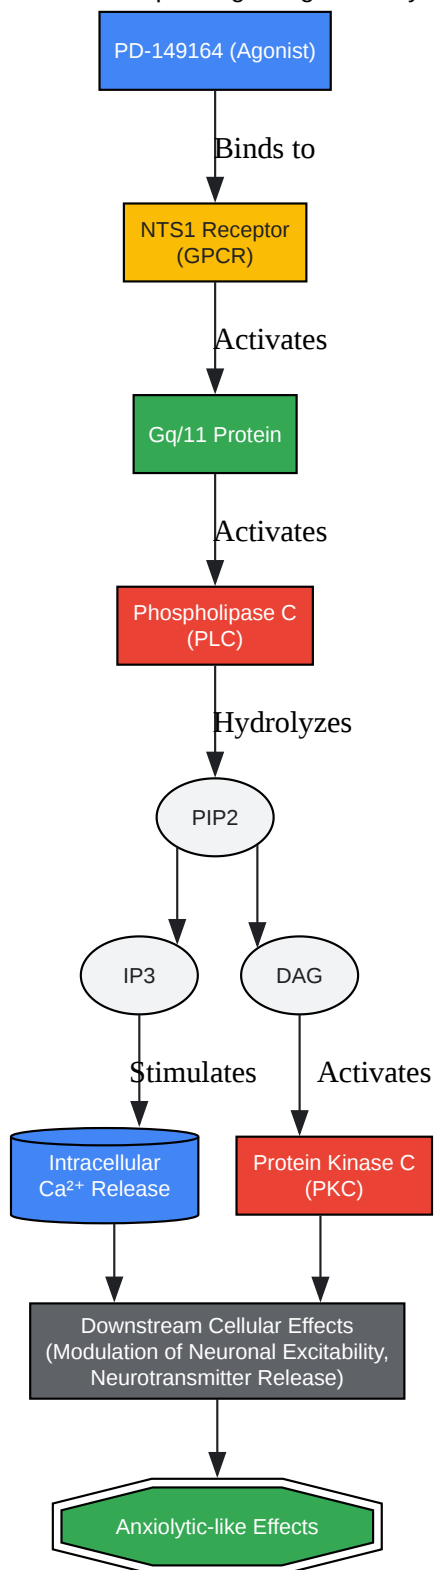 PD-149164 (Agonist)
Binds to
NTS1 Receptor
(GPCR)
Activates
Gq/11 Protein
Activates
Phospholipase C
(PLC)
Hydrolyzes
PIP2
IP3
DAG
Stimulates
Activates
Intracellular
Ca²⁺ Release
Protein Kinase C
(PKC)
Downstream Cellular Effects
(Modulation of Neuronal Excitability,
Neurotransmitter Release)
Anxiolytic-like Effects